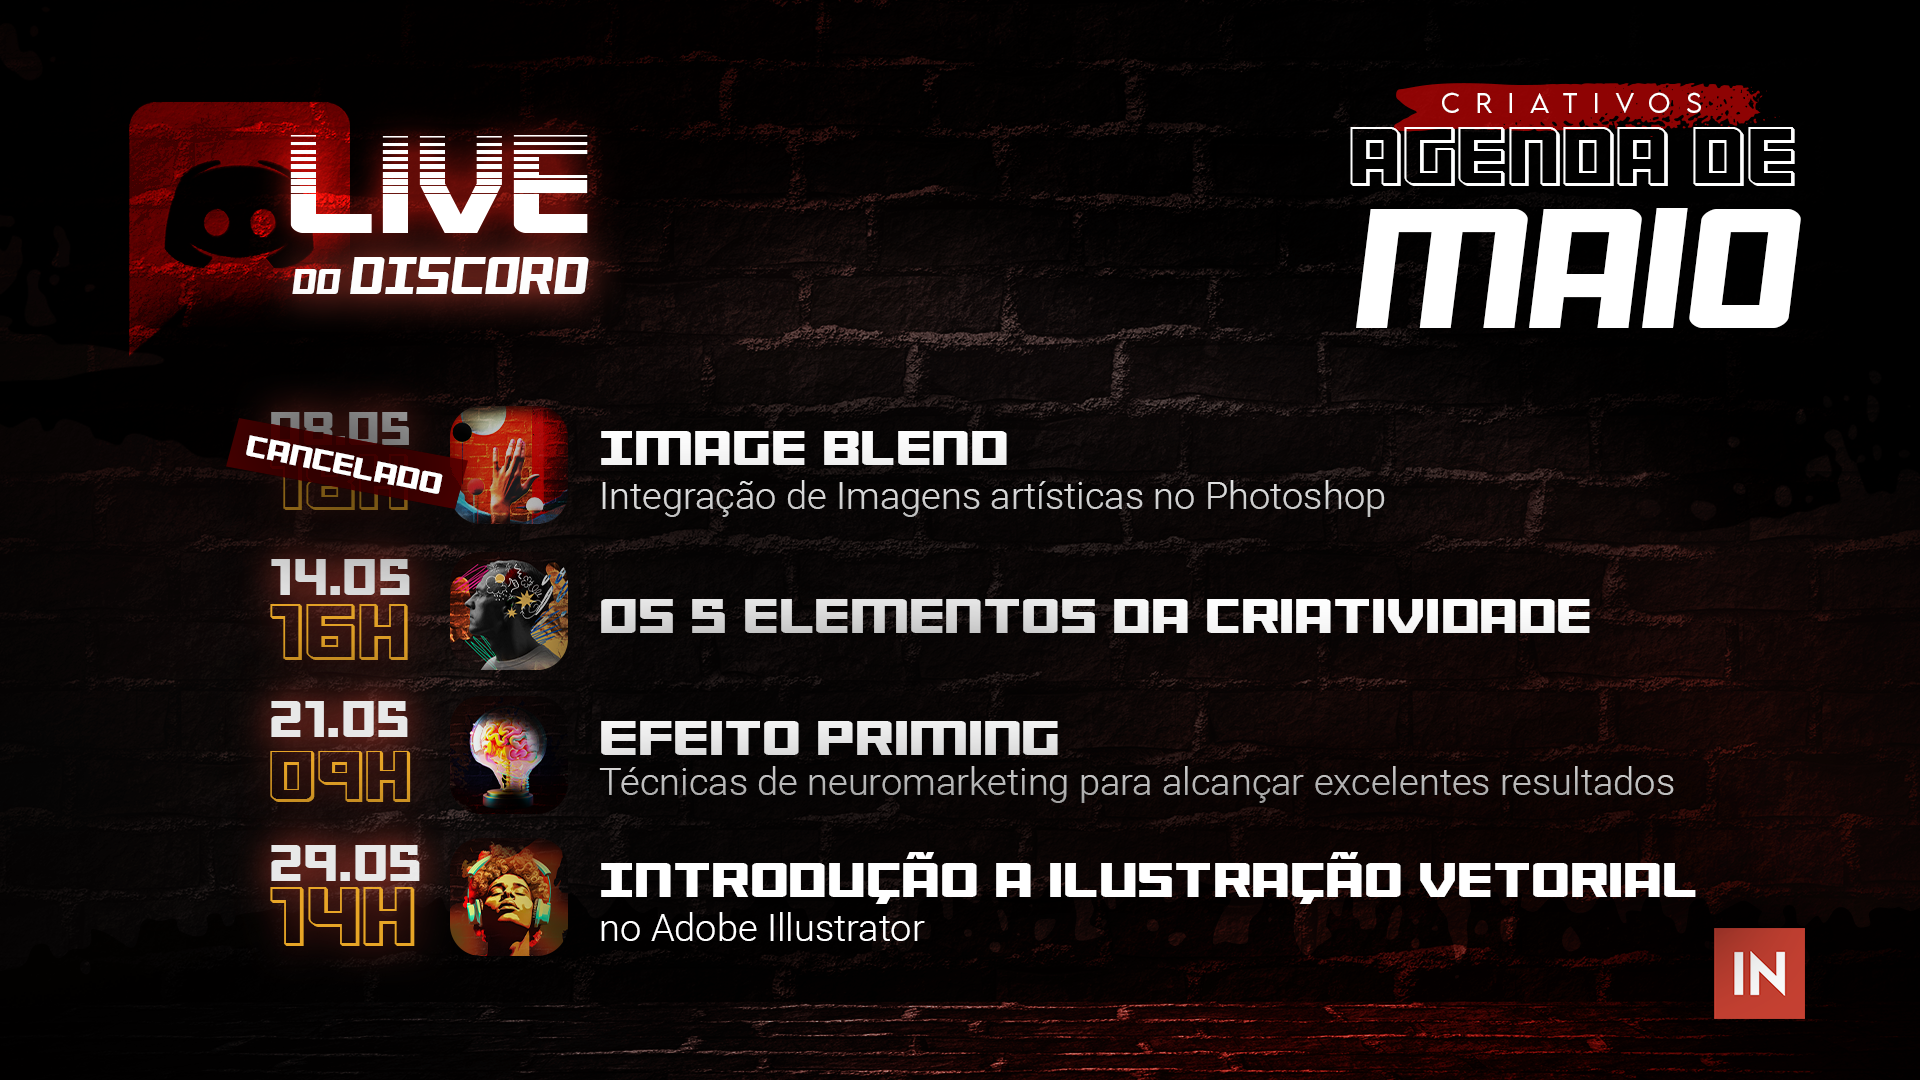 LIVE
DO DISCORD
CRIATIVOS
AGENDA DE
MAIO
08.05
CANCELADO
IMAGE BLEND
Integração de Imagens artísticas no Photoshop
14.05
16H
OS 5 ELEMENTOS DA CRIATIVIDADE
21.05
09H
EFEITO PRIMING
Técnicas de neuromarketing para alcançar excelentes resultados
29.05
14H
INTRODUÇÃO A ILUSTRAÇÃO VETORIAL
no Adobe Illustrator
IN